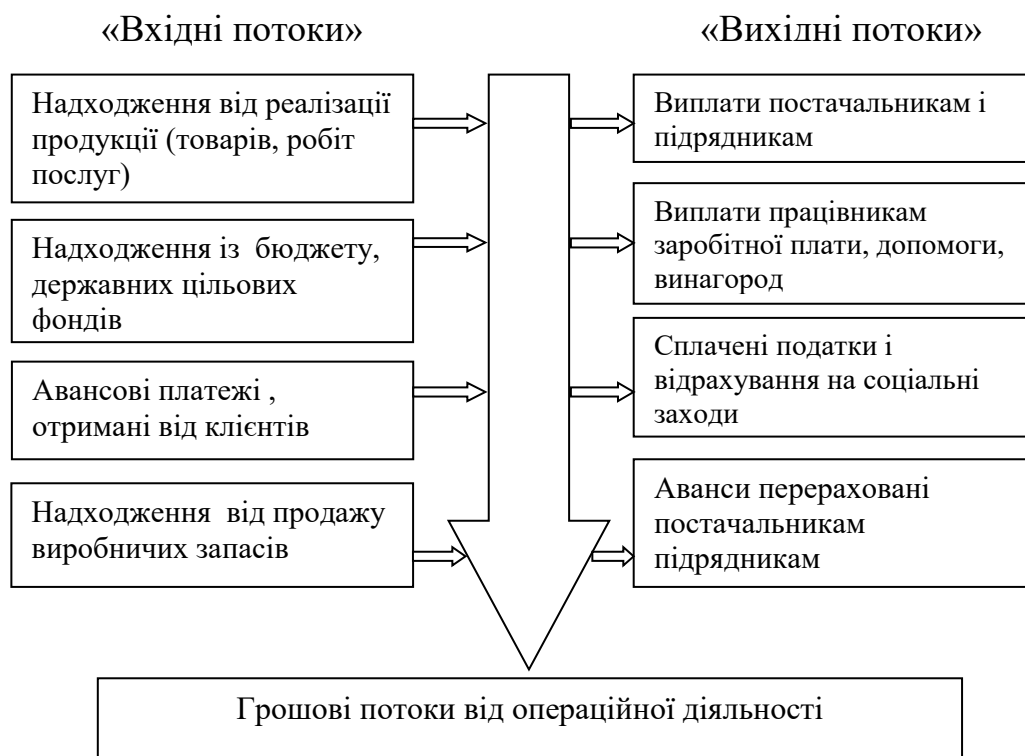 «Вхідні потоки»
«Вихідні потоки»
Надходження від реалізації
продукції (товарів, робіт
послуг)
Надходження із бюджету,
державних цільових
фондів
Авансові платежі ,
отримані від клієнтів
Надходження від продажу
виробничих запасів
Виплати постачальникам і
підрядникам
Виплати працівникам
заробітної плати, допомоги,
винагород
Сплачені податки і
відрахування на соціальні
заходи
Аванси перераховані
постачальникам
підрядникам
Грошові потоки від операційної діяльності